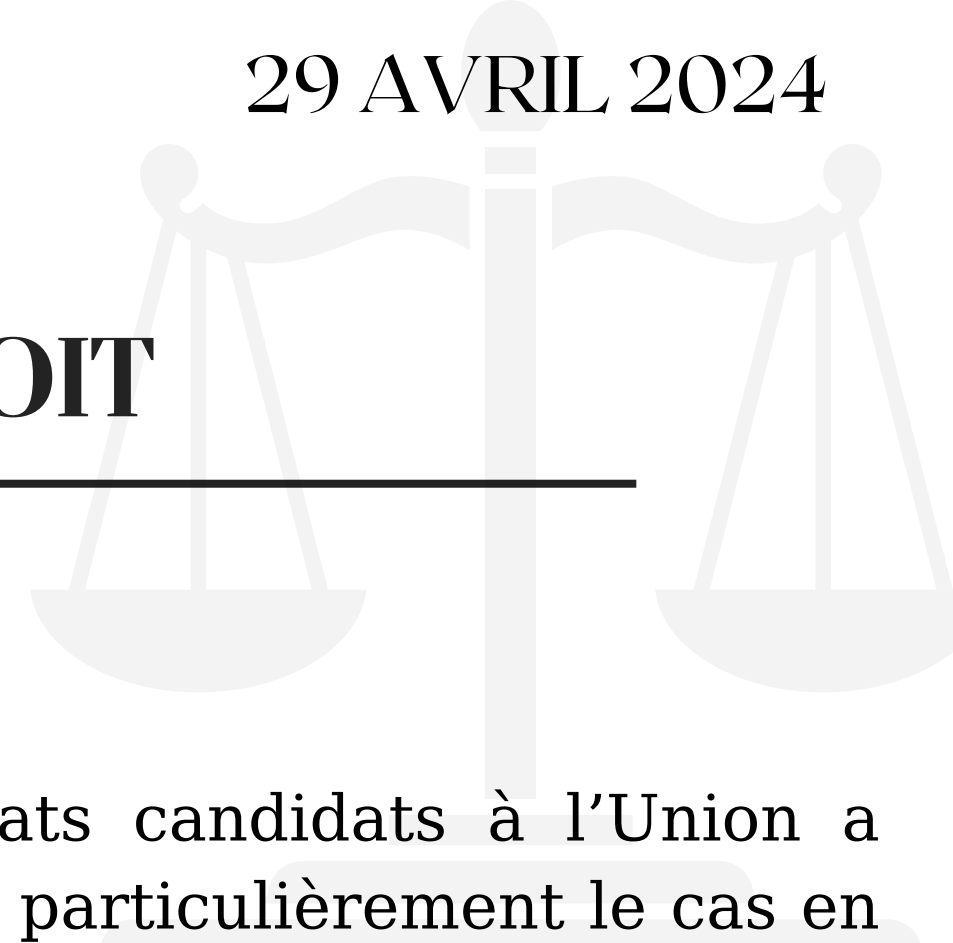 29 AVRIL 2024
OIT
ats candidats à l’Union a
particulièrement le cas en